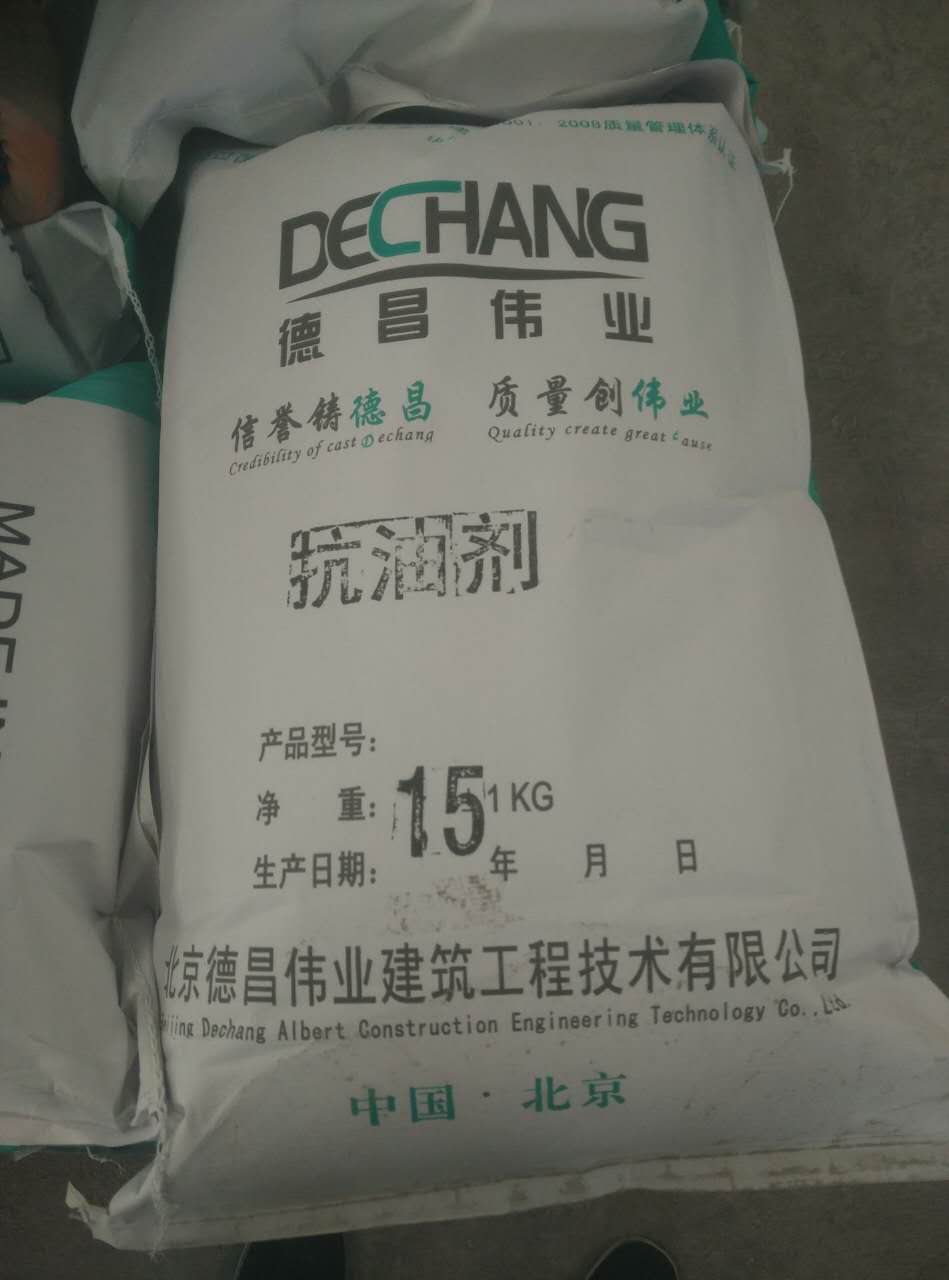 2008质量管理体系认证
DECHANG
德昌伟业
信誉铸德昌 质量创伟业
Credibility of cast Dechang Quality create great cause
抗油剂
产品型号：
净 重：151KG
生产日期： 年 月 日
北京德昌伟业建筑工程技术有限公司
Beijing Dechang Albert Construction Engineering Technology Co.,Ltd.
中国·北京
MADE